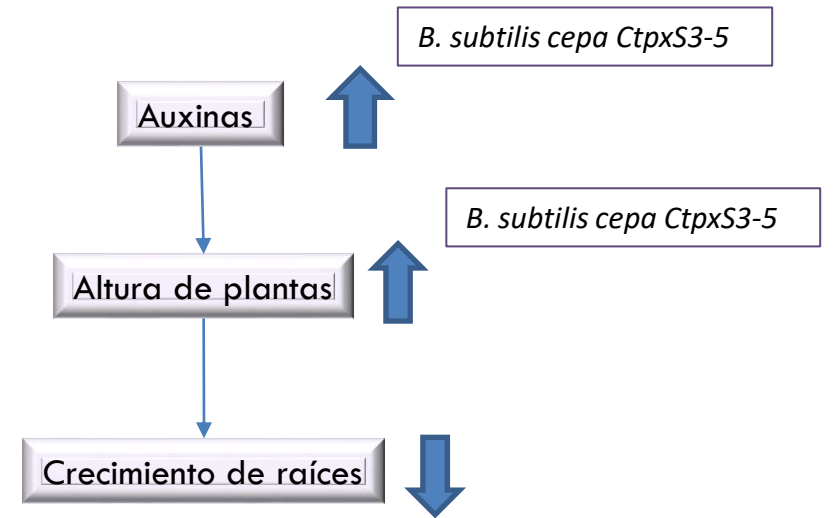 B. subtilis cepa CtpxS3-5
Auxinas
B. subtilis cepa CtpxS3-5
Altura de plantas
Crecimiento de raíces